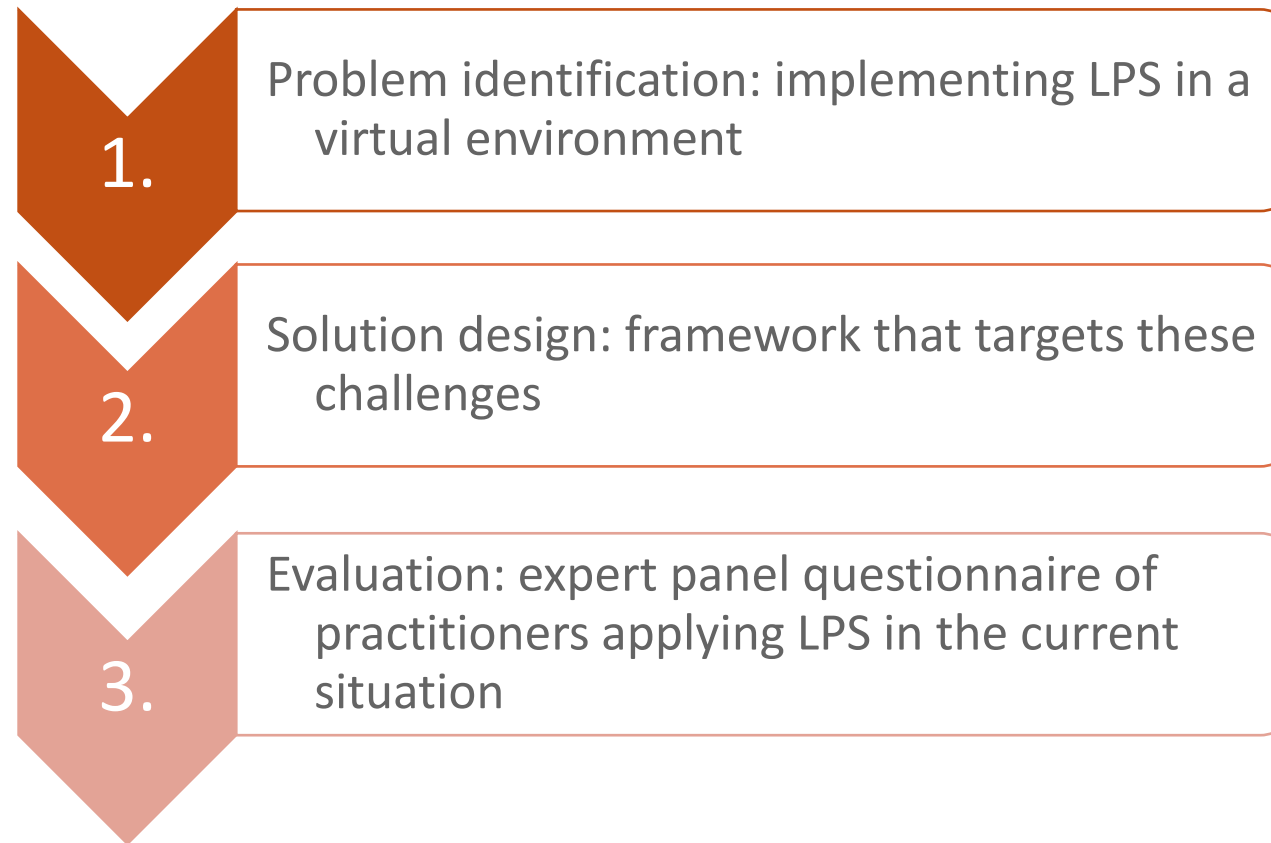 1.
Problem identification: implementing LPS in a
virtual environment
2.
Solution design: framework that targets these
challenges
3.
Evaluation: expert panel questionnaire of
practitioners applying LPS in the current
situation